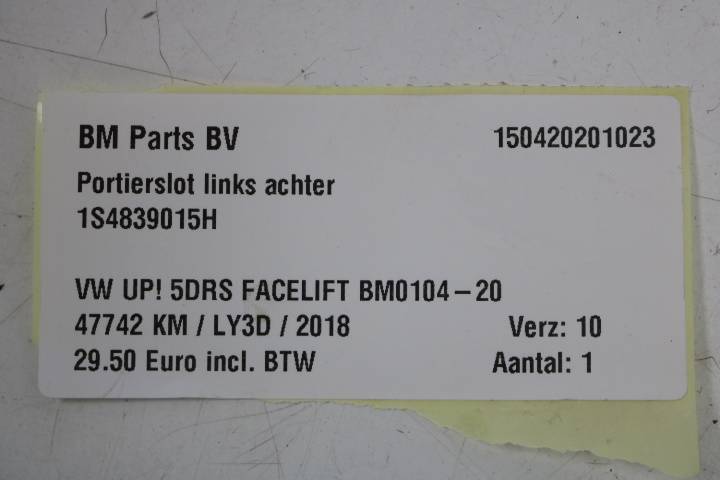 BM Parts BV 150420201023
Portierslot links achter
1S4839015H
VW UP! 5DRS FACELIFT BM0104-20
47742 KM / LY3D / 2018 Verz: 10
29.50 Euro incl. BTW Aantal: 1